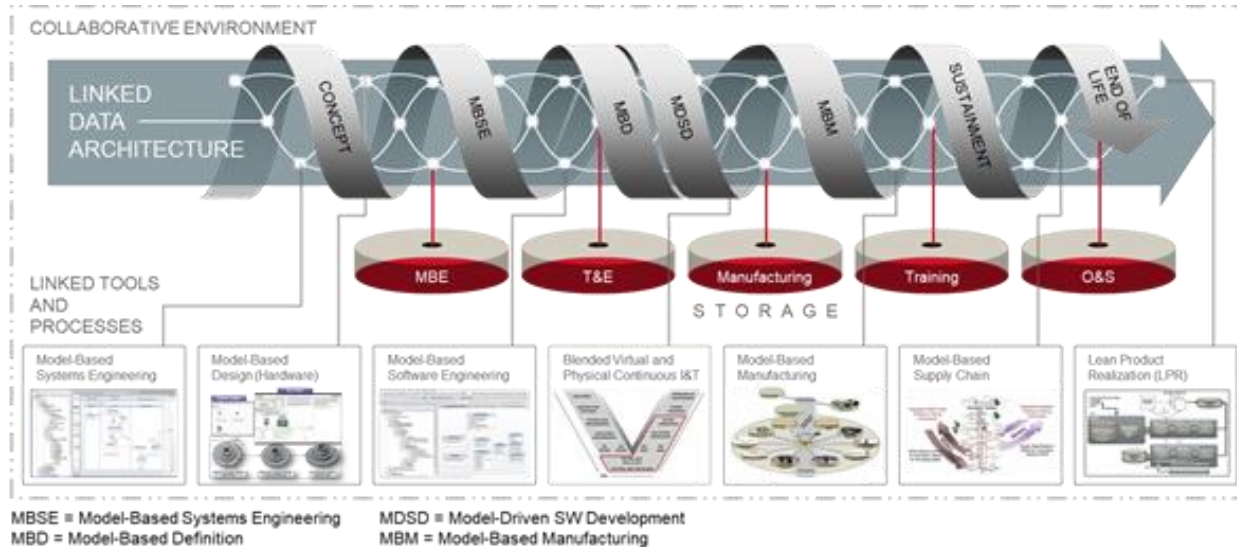 COLLABORATIVE ENVIRONMENT
LINKED
DATA
ARCHITECTURE
CONCEPT
MBSE
MBD
MDSD
MBM
SUSTAINMENT
END OF
LIFE
MBE
T&E
Manufacturing
Training
O&S
STORAGE
LINKED TOOLS
AND
PROCESSES
Model-Based
Systems Engineering
Model-Based
Design (Hardware)
Model-Based
Software Engineering
Blended Virtual and
Physical Continuous I&T
Model-Based
Manufacturing
Model-Based
Supply Chain
Lean Product
Realization (LPR)
MBSE = Model-Based Systems Engineering
MDSD = Model-Driven SW Development
MBD = Model-Based Definition
MBM = Model-Based Manufacturing